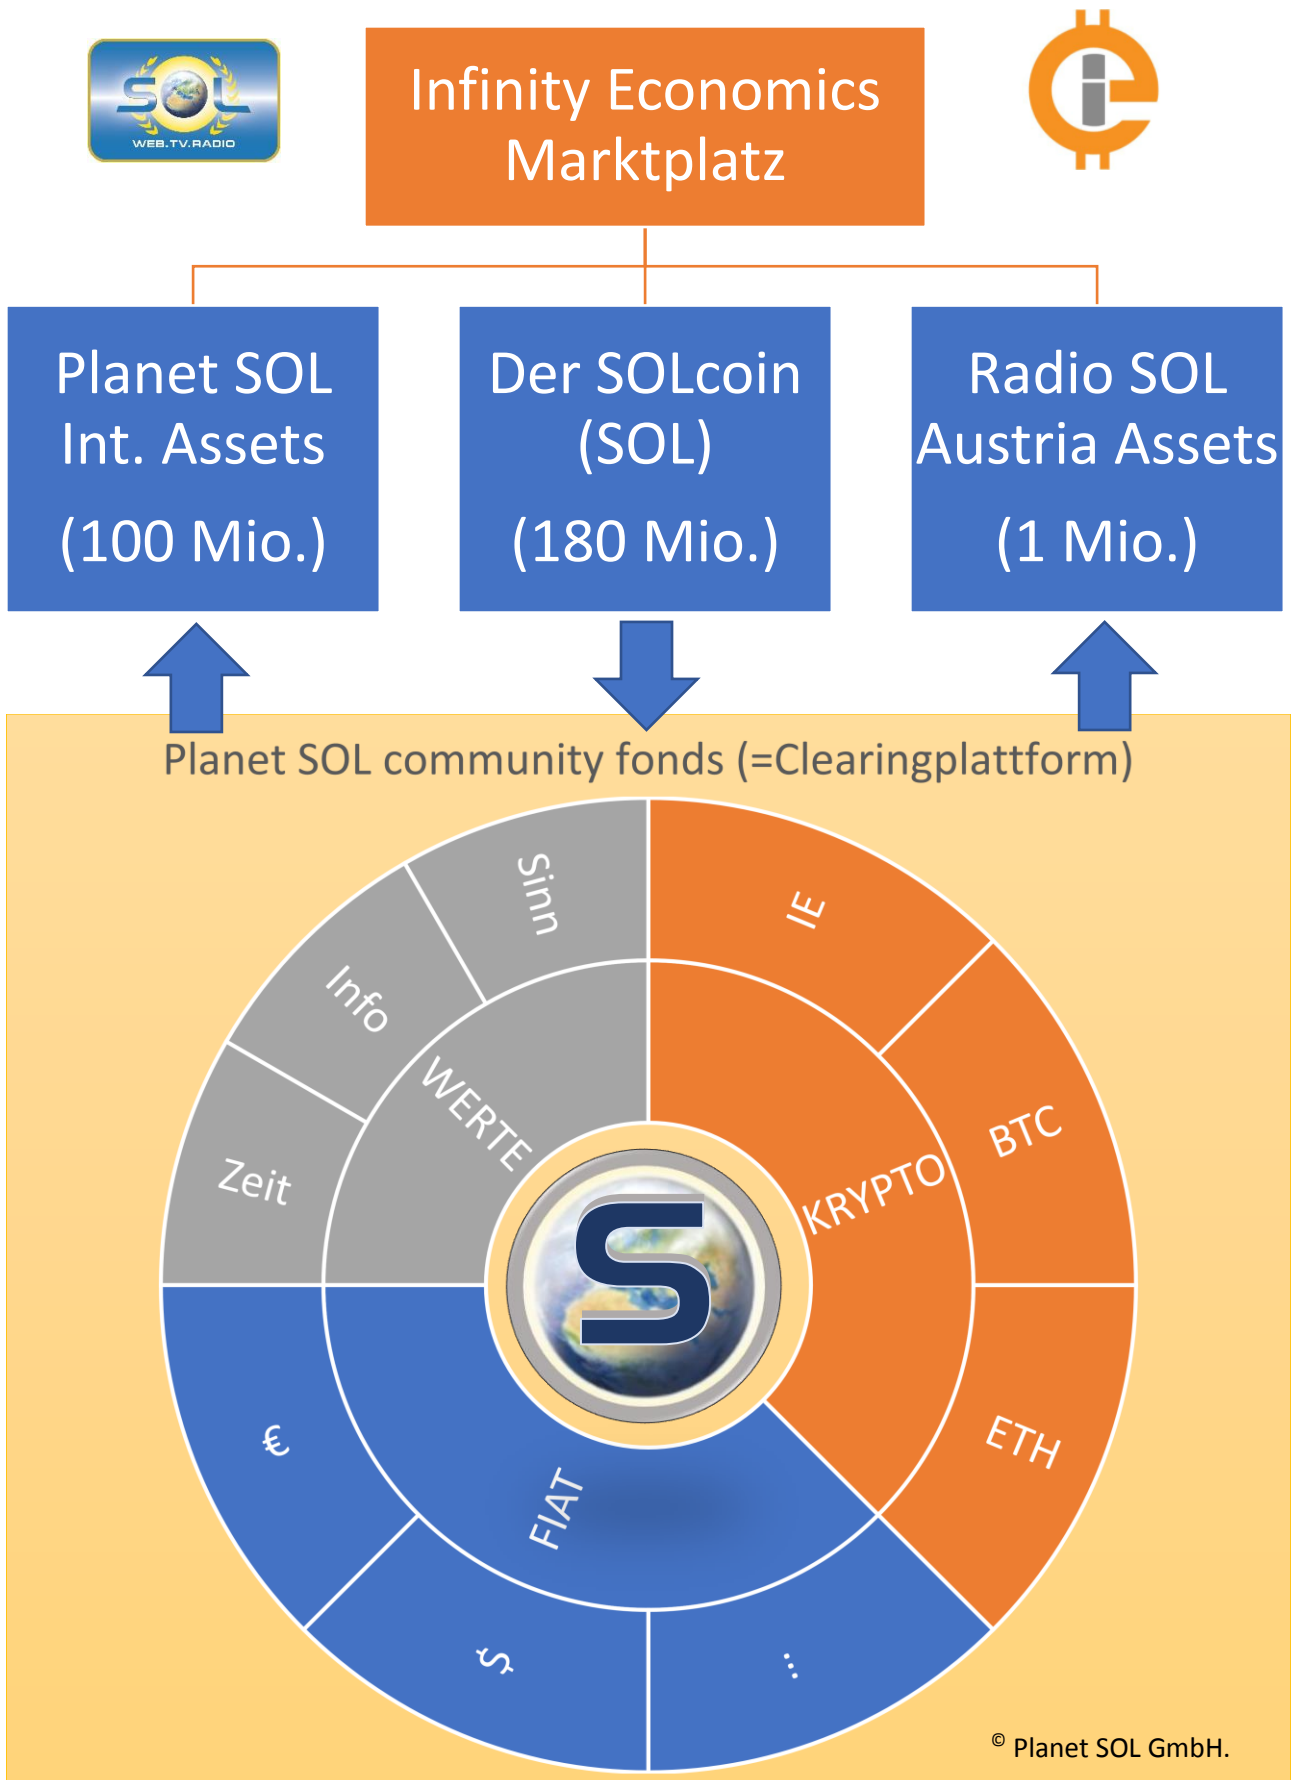 SOL
WEB.TV.RADIO
Infinity Economics
Marktplatz
ie
Planet SOL
Int. Assets
(100 Mio.)
Der SOLcoin
(SOL)
(180 Mio.)
Radio SOL
Austria Assets
(1 Mio.)
Planet SOL community fonds (=Clearingplattform)
Sinn
IE
Info
WERTE
BTC
Zeit
KRYPTO
S
€
ETH
FIAT
$
...
© Planet SOL GmbH.